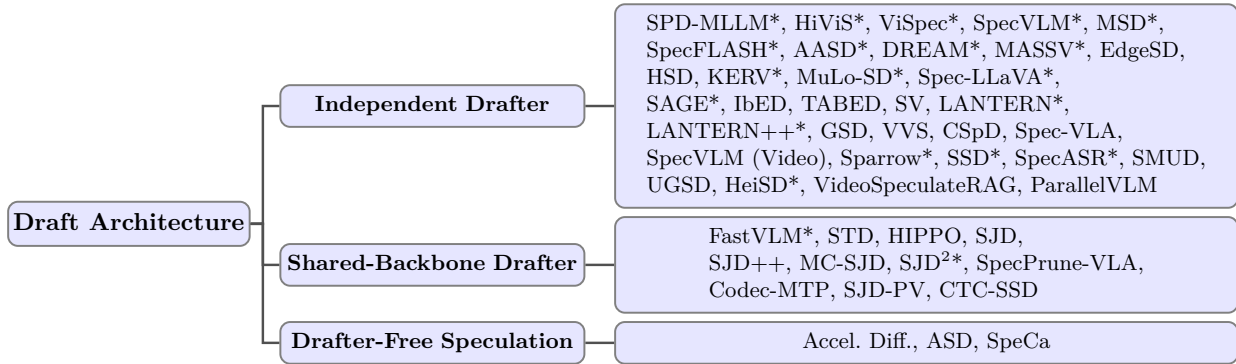 SPD-MLLM*, HiViS*, ViSpec*, SpecVLM*, MSD*,
SpecFLASH*, AASD*, DREAM*, MASSV*, EdgeSD,
HSD, KERV*, MuLo-SD*, Spec-LLaVA*,
SAGE*, IbED, TABED, SV, LANTERN*,
LANTERN++*, GSD, VVS, CSpD, Spec-VLA,
SpecVLM (Video), Sparrow*, SSD*, SpecASR*, SMUD,
UGSD, HeiSD*, VideoSpeculateRAG, ParallelVLM
Independent Drafter
Draft Architecture
FastVLM*, STD, HIPPO, SJD,
SJD++, MC-SJD, SJD²*, SpecPrune-VLA,
Codec-MTP, SJD-PV, CTC-SSD
Shared-Backbone Drafter
Drafter-Free Speculation
Accel. Diff., ASD, SpeCa